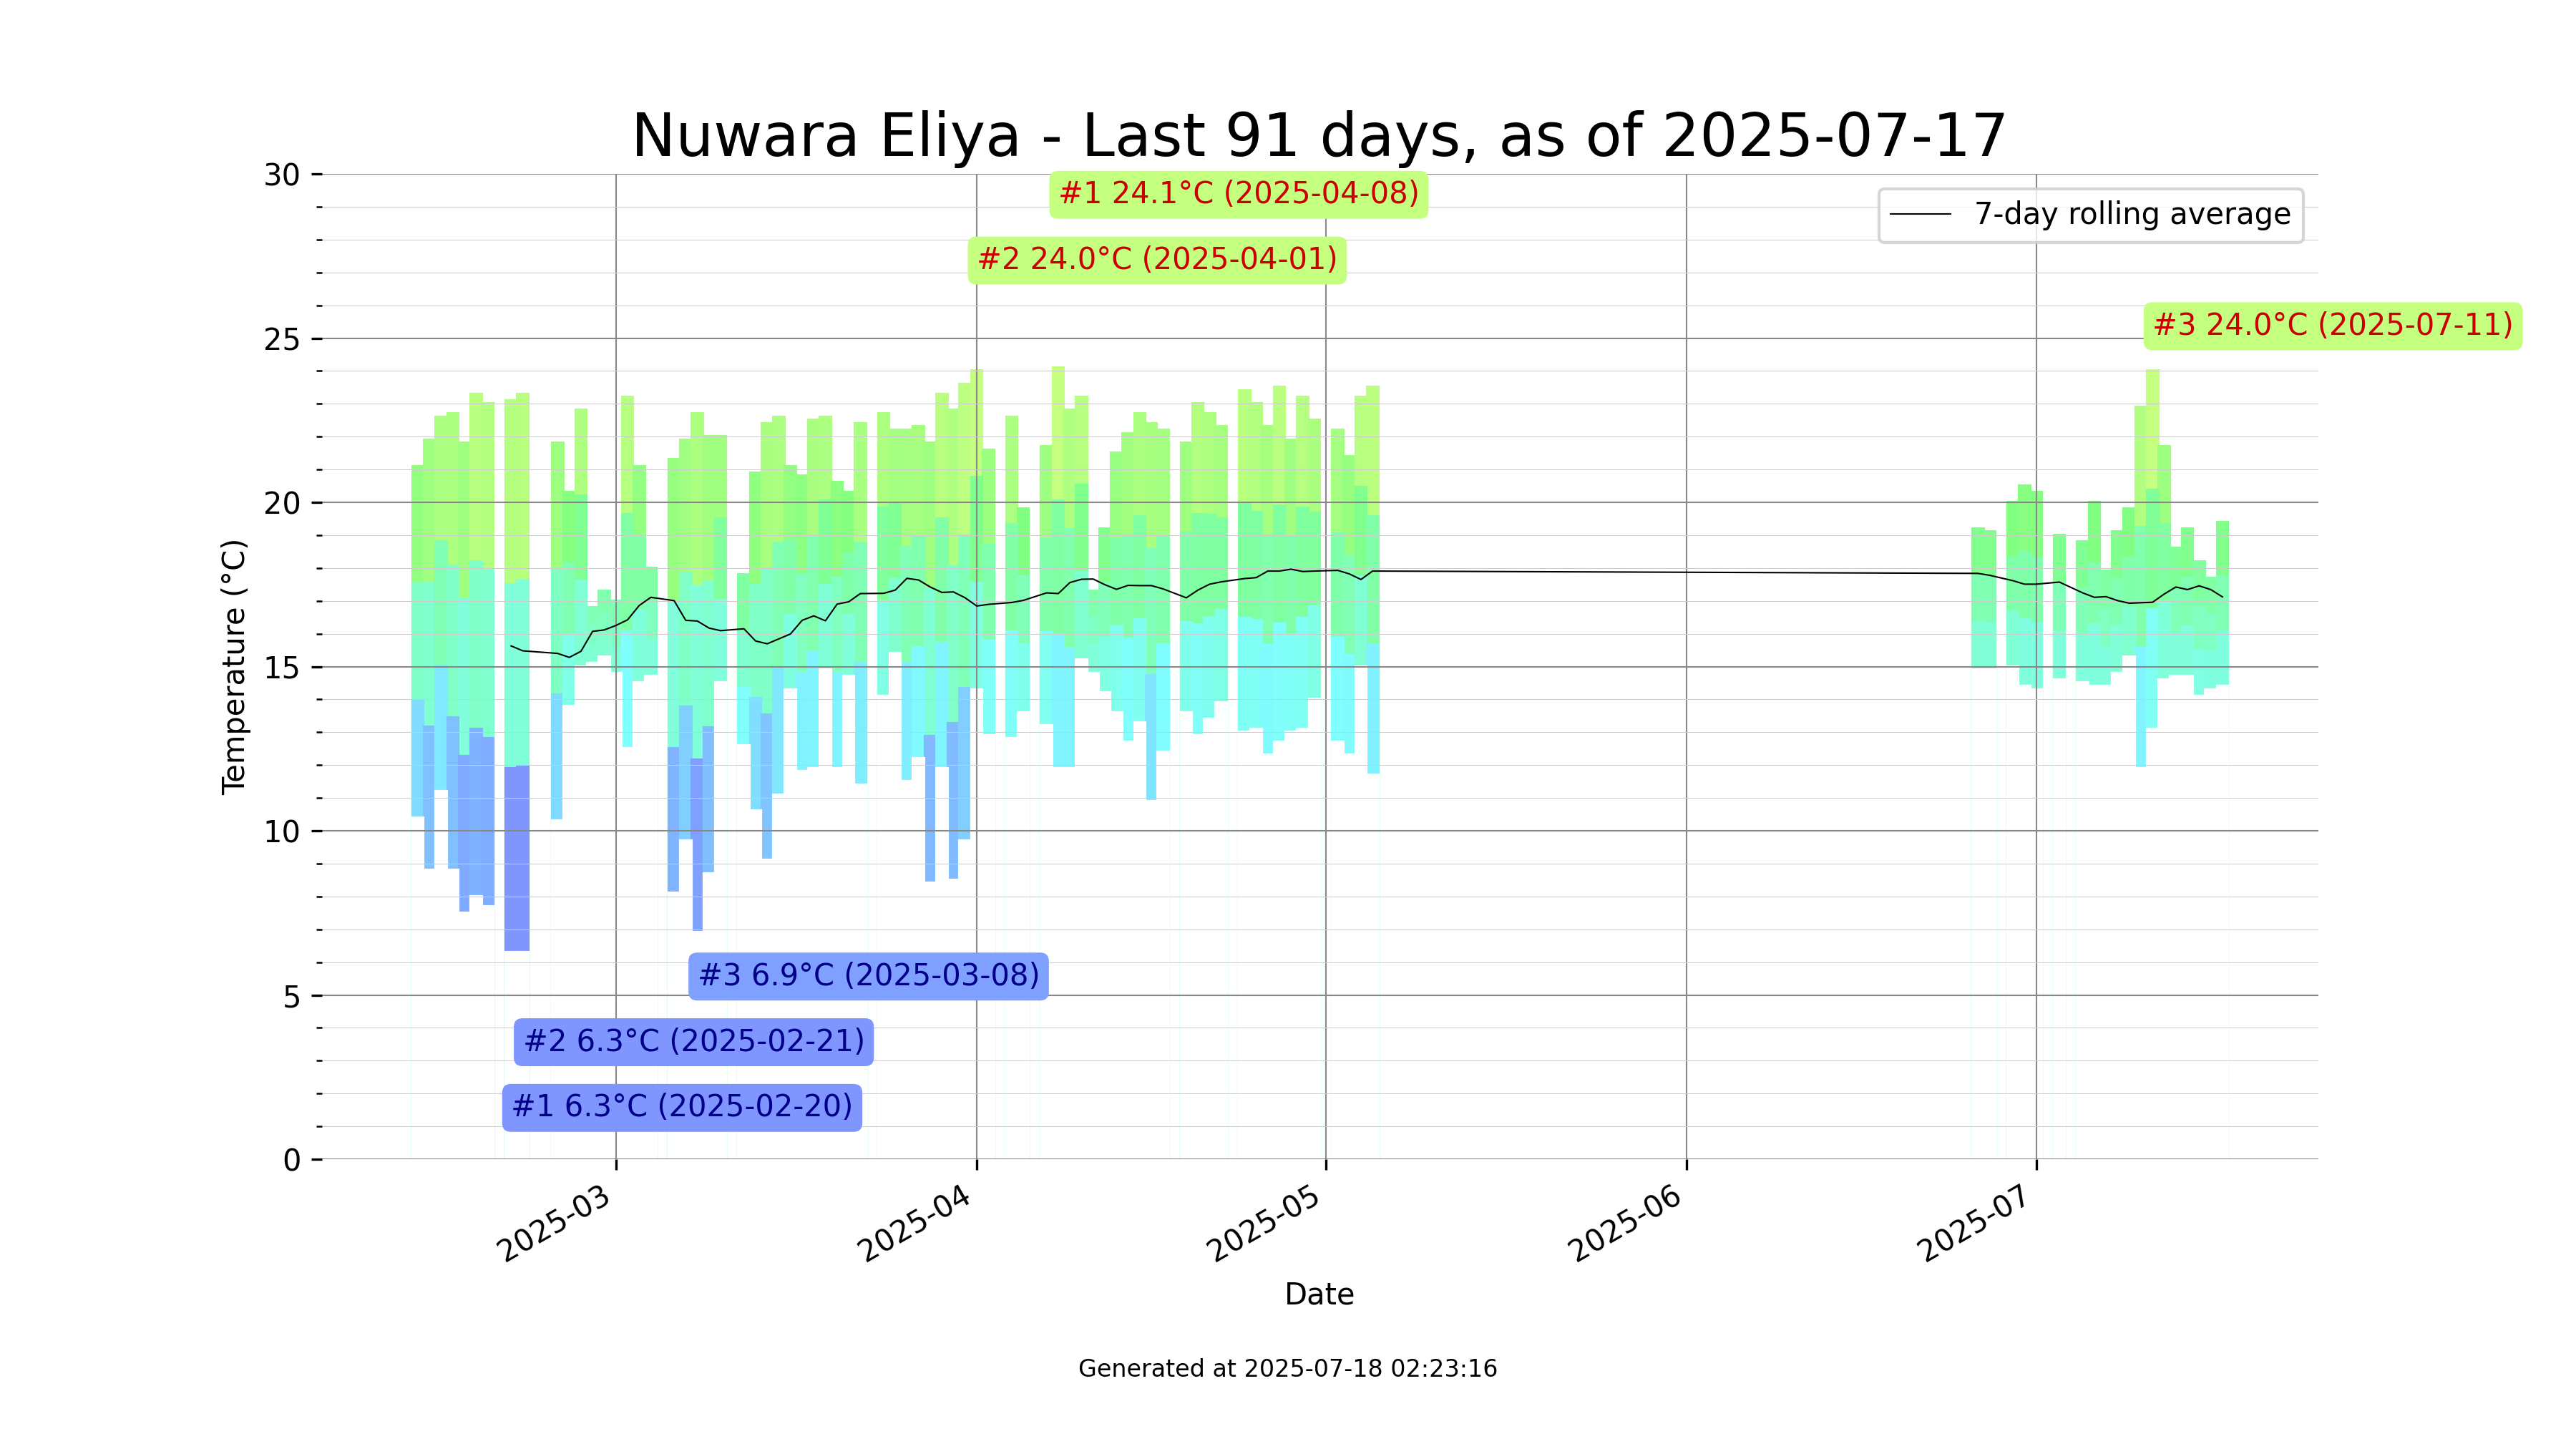 Nuwara Eliya - Last 91 days, as of 2025-07-17
30
#1 24.1°C (2025-04-08)
7-day rolling average
#2 24.0°C (2025-04-01)
#3 24.0°C (2025-07-11)
25
20
Temperature (°C)
15
10
#3 6.9°C (2025-03-08)
5
#2 6.3°C (2025-02-21)
#1 6.3°C (2025-02-20)
0
2025-03
2025-04
2025-05
2025-06
2025-07
Date
Generated at 2025-07-18 02:23:16